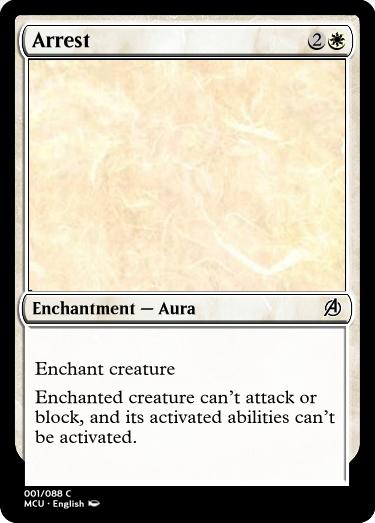 Arrest 2
Enchantment — Aura
Enchant creature
Enchanted creature can't attack or
block, and its activated abilities can't
be activated.
001/088 C
MCU • English